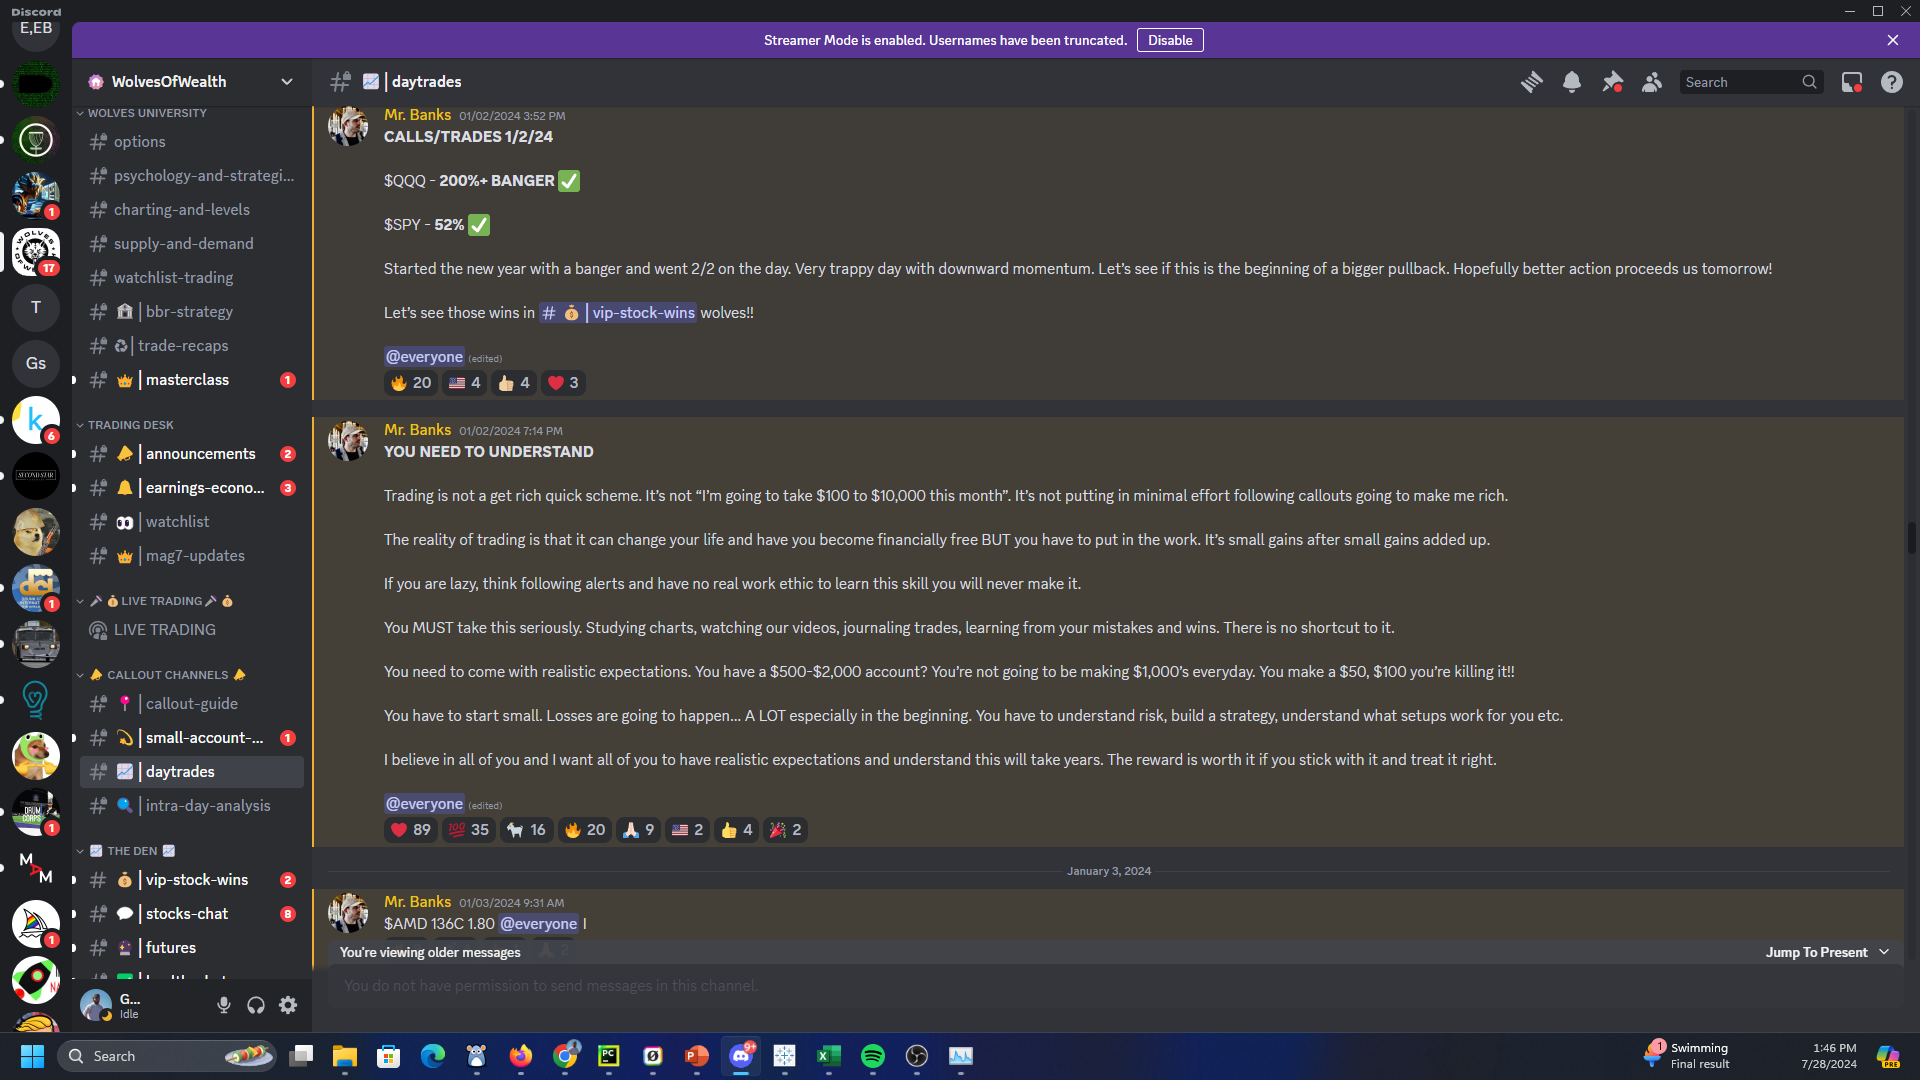 Discord
E,EB
Streamer Mode is enabled. Usernames have been truncated.
Disable
WolvesOfWealth
| daytrades
Search
WOLVES UNIVERSITY
options
psychology-and-strategi...
charting-and-levels
supply-and-demand
watchlist-trading
| bbr-strategy
| trade-recaps
| masterclass 1
TRADING DESK
| announcements 2
| earnings-econo... 3
| watchlist
| mag7-updates
LIVE TRADING
LIVE TRADING
CALLOUT CHANNELS
| callout-guide
| small-account-... 1
| daytrades
| intra-day-analysis
THE DEN
| vip-stock-wins 2
| stocks-chat 8
| futures
1
17
T
Gs
k
6
SECOND STAR
dci
1
DRUM CORPS
1
M A M
1
G...
Idle
Mr. Banks 01/02/2024 3:52 PM
CALLS/TRADES 1/2/24
$QQQ - 200%+ BANGER ✅
$SPY - 52% ✅
Started the new year with a banger and went 2/2 on the day. Very trappy day with downward momentum. Let’s see if this is the beginning of a bigger pullback. Hopefully better action proceeds us tomorrow!
Let’s see those wins in # 💰 | vip-stock-wins wolves!!
@everyone (edited)
🔥 20 🇺🇸 4 👍 4 ❤️ 3
Mr. Banks 01/02/2024 7:14 PM
YOU NEED TO UNDERSTAND
Trading is not a get rich quick scheme. It’s not “I’m going to take $100 to $10,000 this month”. It’s not putting in minimal effort following callouts going to make me rich.
The reality of trading is that it can change your life and have you become financially free BUT you have to put in the work. It’s small gains after small gains added up.
If you are lazy, think following alerts and have no real work ethic to learn this skill you will never make it.
You MUST take this seriously. Studying charts, watching our videos, journaling trades, learning from your mistakes and wins. There is no shortcut to it.
You need to come with realistic expectations. You have a $500-$2,000 account? You’re not going to be making $1,000’s everyday. You make a $50, $100 you’re killing it!!
You have to start small. Losses are going to happen... A LOT especially in the beginning. You have to understand risk, build a strategy, understand what setups work for you etc.
I believe in all of you and I want all of you to have realistic expectations and understand this will take years. The reward is worth it if you stick with it and treat it right.
@everyone (edited)
❤️ 89 💯 35 🐐 16 🔥 20 🙏 9 🇺🇸 2 👍 4 🎉 2
January 3, 2024
Mr. Banks 01/03/2024 9:31 AM
$AMD 136C 1.80 @everyone l
You're viewing older messages
Jump To Present
You do not have permission to send messages in this channel.
Search
PC
9+
1
Swimming
Final result
1:46 PM
7/28/2024
PRE